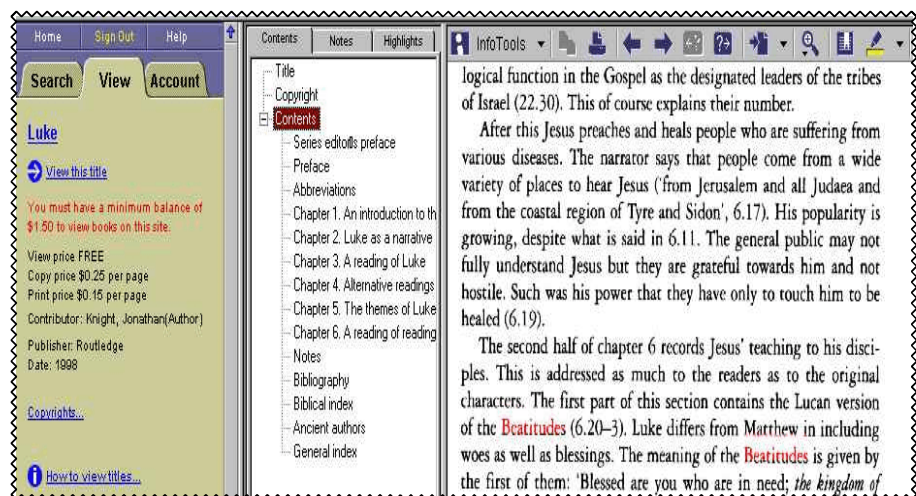 Home Sign Out Help
Search View Account
Luke
View this title
You must have a minimum balance of
$1.50 to view books on this site.
View price FREE
Copy price $0.25 per page
Print price $0.15 per page
Contributor: Knight, Jonathan(Author)
Publisher: Routledge
Date: 1998
Copyrights...
How to view titles...
Contents Notes Highlights
Title
Copyright
Contents
Series editor▯s preface
Preface
Abbreviations
Chapter 1. An introduction to th
Chapter 2. Luke as a narrative
Chapter 3. A reading of Luke
Chapter 4. Alternative readings
Chapter 5. The themes of Luke
Chapter 6. A reading of reading
Notes
Bibliography
Biblical index
Ancient authors
General index
InfoTools
logical function in the Gospel as the designated leaders of the tribes
of Israel (22.30). This of course explains their number.
After this Jesus preaches and heals people who are suffering from
various diseases. The narrator says that people come from a wide
variety of places to hear Jesus ('from Jerusalem and all Judaea and
from the coastal region of Tyre and Sidon', 6.17). His popularity is
growing, despite what is said in 6.11. The general public may not
fully understand Jesus but they are grateful towards him and not
hostile. Such was his power that they have only to touch him to be
healed (6.19).
The second half of chapter 6 records Jesus' teaching to his disci-
ples. This is addressed as much to the readers as to the original
characters. The first part of this section contains the Lucan version
of the Beatitudes (6.20–3). Luke differs from Matthew in including
woes as well as blessings. The meaning of the Beatitudes is given by
the first of them: 'Blessed are you who are in need; the kingdom of